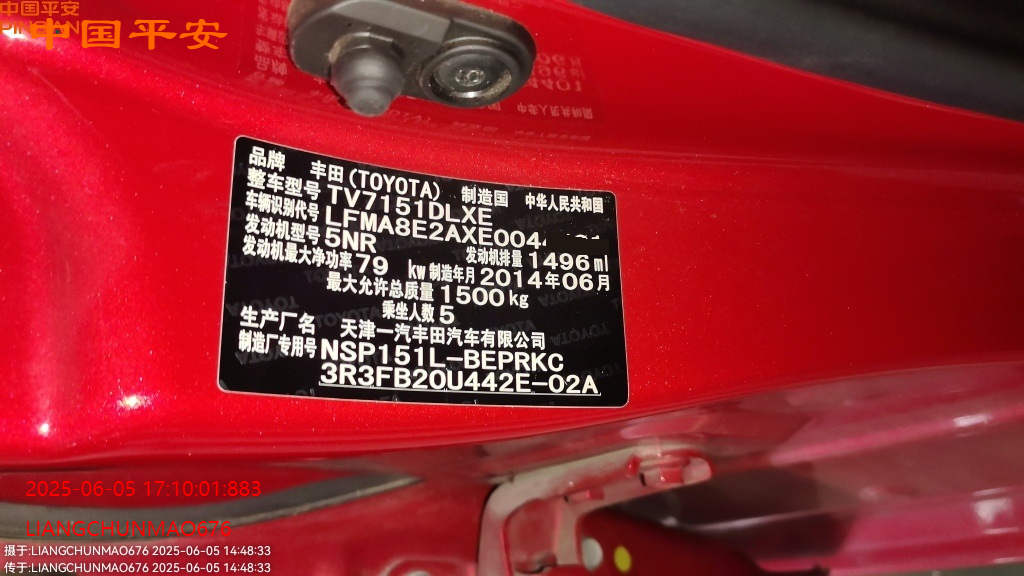 中国平安
PINGAN
中国平安
品牌 丰田(TOYOTA) 制造国 中华人民共和国
整车型号 TV7151DLXE
车辆识别代号 LFMA8E2AXE004
发动机型号 5NR 发动机排量 1496 ml
发动机最大净功率 79 kw 制造年月 2014年06月
最大允许总质量 1500 kg
乘坐人数 5
生产厂名 天津一汽丰田汽车有限公司
制造厂专用号 NSP151L-BEPRKC
3R3FB20U442E-02A
2025-06-05 17:10:01:883
LIANGCHUNMAO676
摄于:LIANGCHUNMAO676 2025-06-05 14:48:33
传于:LIANGCHUNMAO676 2025-06-05 14:48:33